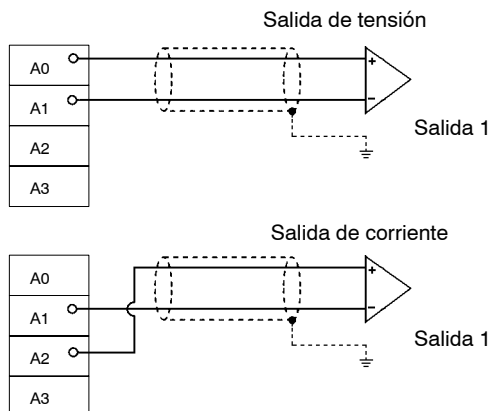 Salida de tensión
A0
+
A1
−
A2
Salida 1
A3
Salida de corriente
A0
+
A1
−
A2
Salida 1
A3